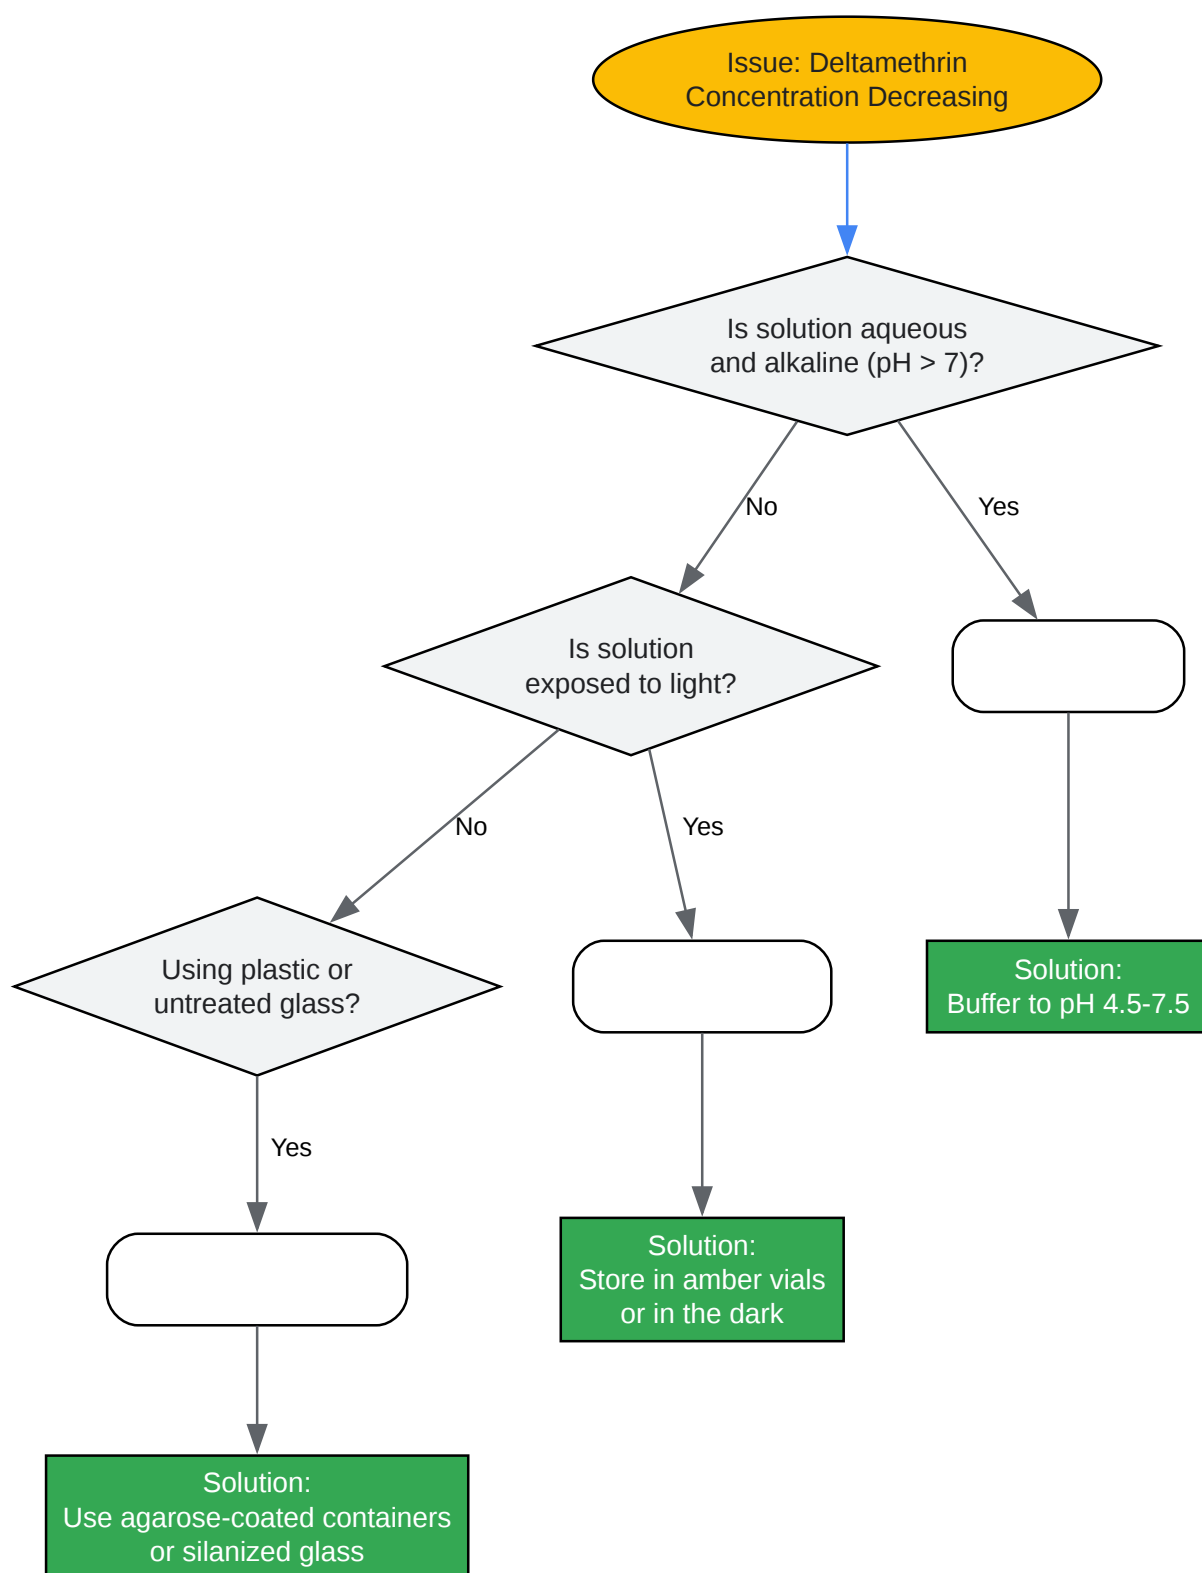 Issue: Deltamethrin
Concentration Decreasing
Is solution aqueous
and alkaline (pH > 7)?
No
Yes
Is solution
exposed to light?
No
Yes
Using plastic or
untreated glass?
Solution:
Buffer to pH 4.5-7.5
Yes
Solution:
Store in amber vials
or in the dark
Solution:
Use agarose-coated containers
or silanized glass